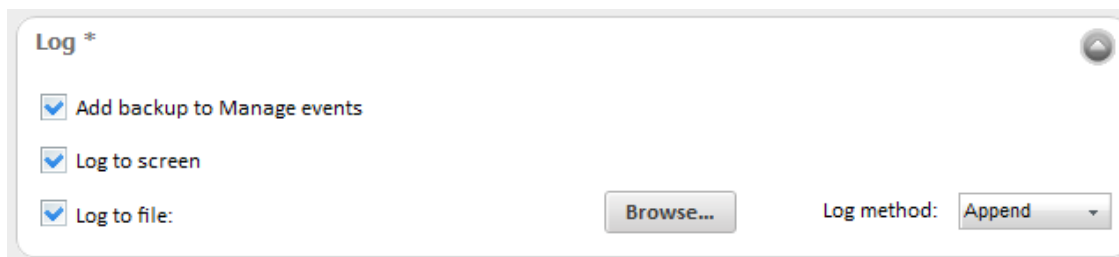 Log *
Add backup to Manage events
Log to screen
Log to file: Browse... Log method: Append